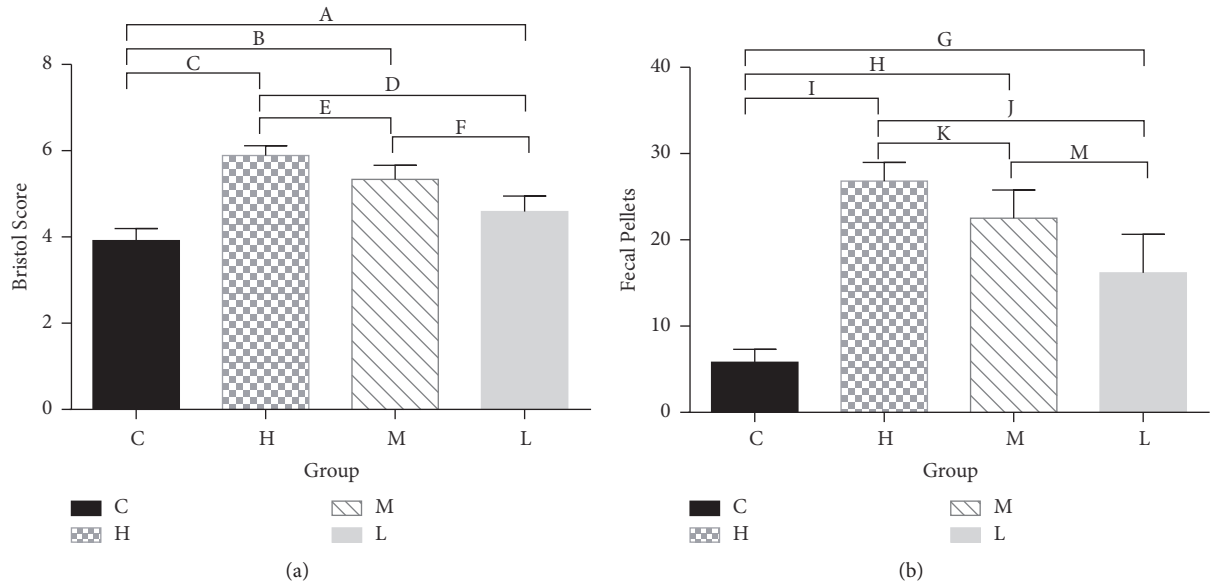 A
B
C
D
E
F
8
6
4
2
0
Bristol Score
C H M L
Group
C M
H L
(a)
G
H
I
J
K
M
40
30
20
10
0
Fecal Pellets
C H M L
Group
C M
H L
(b)